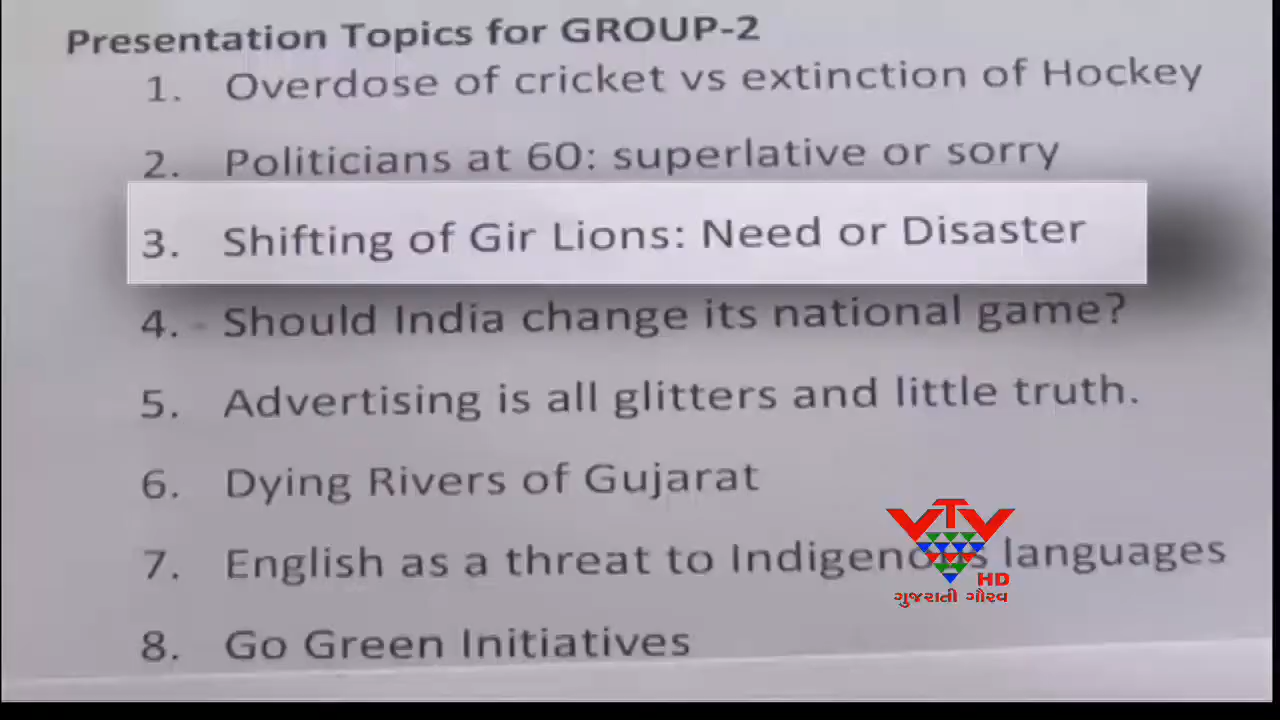 Presentation Topics for GROUP-2
1. Overdose of cricket vs extinction of Hockey
2. Politicians at 60: superlative or sorry
3. Shifting of Gir Lions: Need or Disaster
4. Should India change its national game?
5. Advertising is all glitters and little truth.
6. Dying Rivers of Gujarat
7. English as a threat to Indigenous languages
8. Go Green Initiatives
VTV
HD
ગુજરાતી ગૌરવ